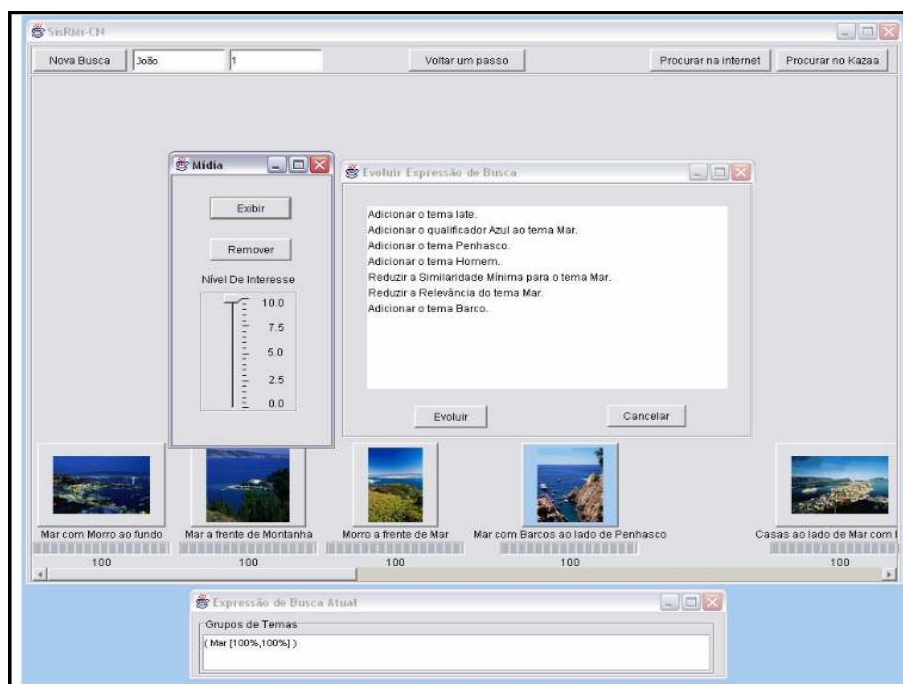 SisRMi-CN
Nova Busca João 1 Voltar um passo Procurar na internet Procurar no Kazaa
Mídia
Exibir
Remover
Nível De Interesse
10.0
7.5
5.0
2.5
0.0
Evoluir Expressão de Busca
Adicionar o tema Iate.
Adicionar o qualificador Azul ao tema Mar.
Adicionar o tema Penhasco.
Adicionar o tema Homem.
Reduzir a Similaridade Mínima para o tema Mar.
Reduzir a Relevância do tema Mar.
Adicionar o tema Barco.
Evoluir Cancelar
Mar com Morro ao fundo Mar a frente de Montanha Morro a frente de Mar Mar com Barcos ao lado de Penhasco Casas ao lado de Mar com
100 100 100 100 100
Expressão de Busca Atual
Grupos de Temas
( Mar [100%,100%] )